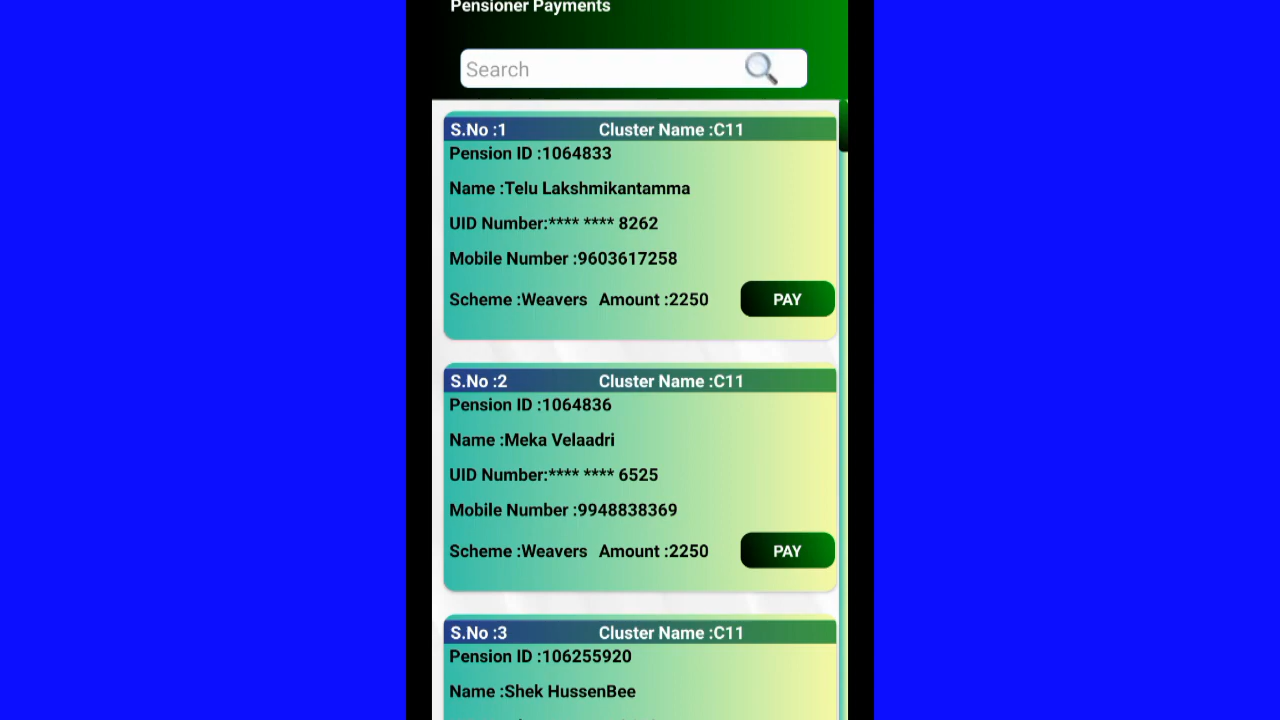 Pensioner Payments
Search
S.No :1 Cluster Name :C11
Pension ID :1064833
Name :Telu Lakshmikantamma
UID Number:**** **** 8262
Mobile Number :9603617258
Scheme :Weavers Amount :2250 PAY
S.No :2 Cluster Name :C11
Pension ID :1064836
Name :Meka Velaadri
UID Number:**** **** 6525
Mobile Number :9948838369
Scheme :Weavers Amount :2250 PAY
S.No :3 Cluster Name :C11
Pension ID :106255920
Name :Shek HussenBee